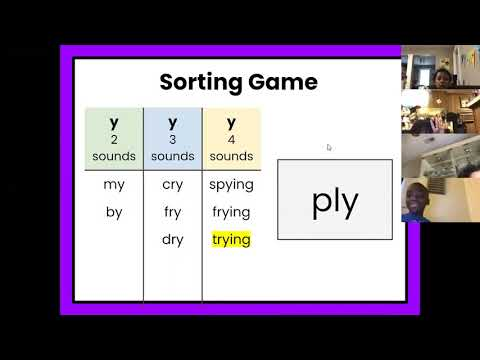 Sorting Game
y y y
2 3 4
sounds sounds sounds
my cry spying
by fry frying
dry trying
ply